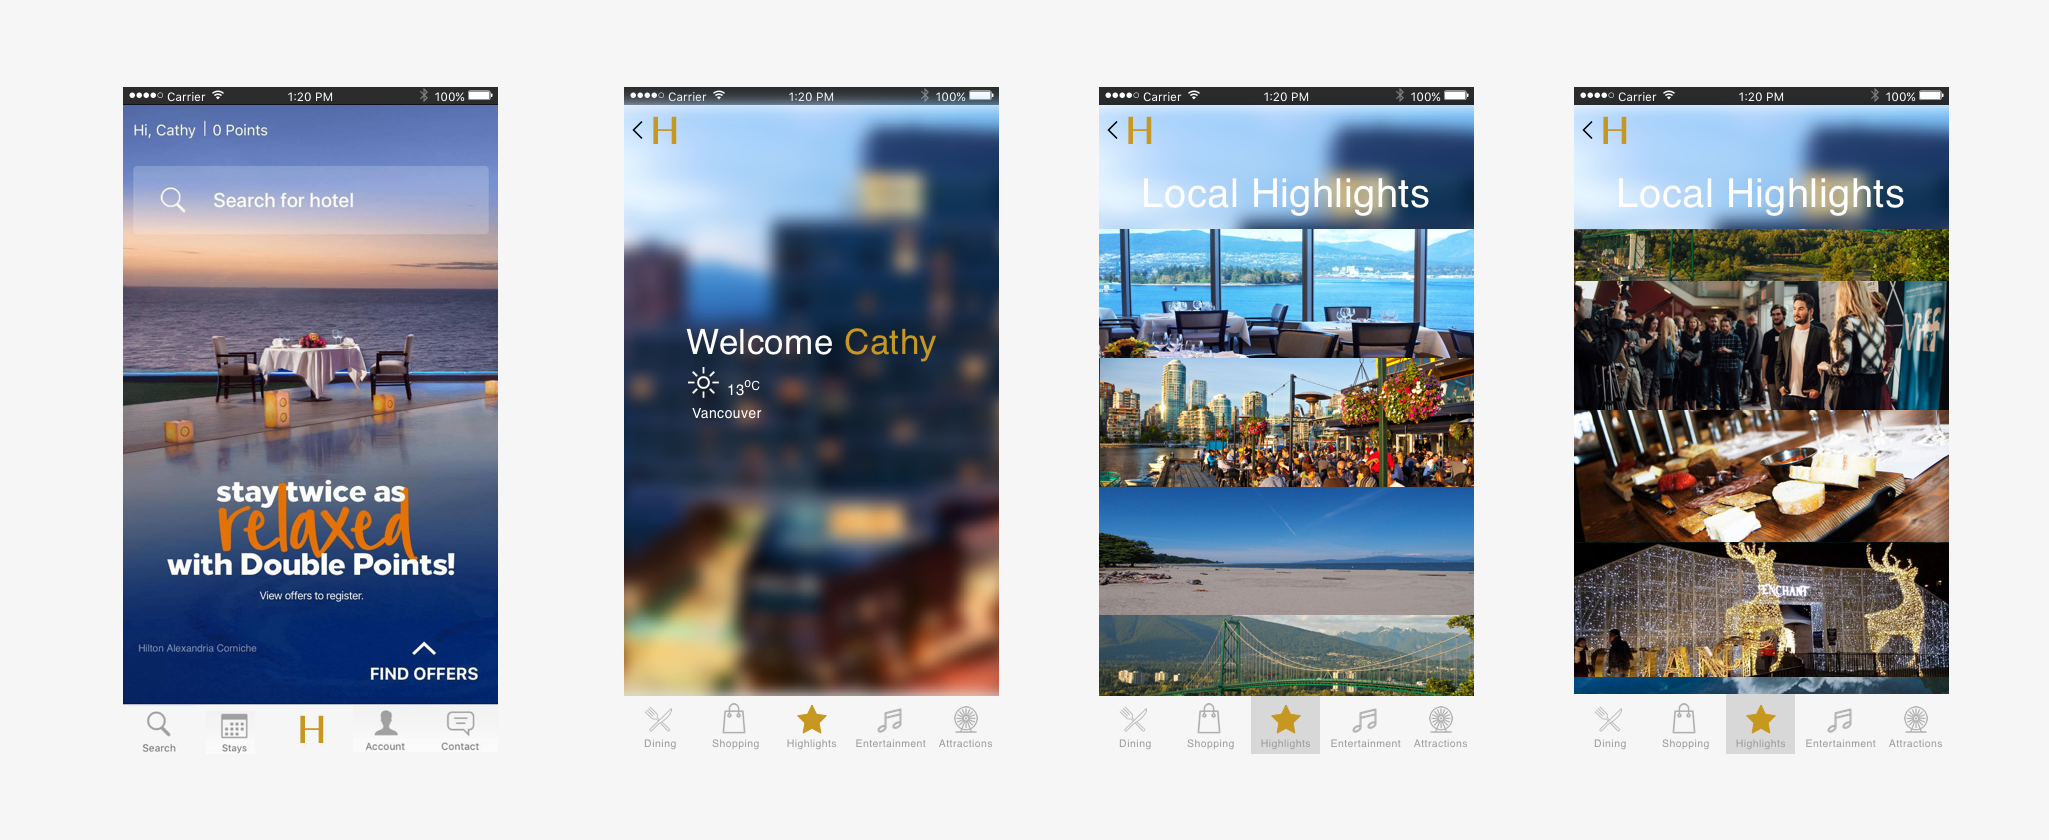 Carrier 1:20 PM 100%
Hi, Cathy | 0 Points
Search for hotel
stay twice as
relaxed
with Double Points!
View offers to register.
Hilton Alexandria Corniche
FIND OFFERS
Search Stays H Account Contact
Carrier 1:20 PM 100%
H
Welcome Cathy
13ºC
Vancouver
Dining Shopping Highlights Entertainment Attractions
Carrier 1:20 PM 100%
H
Local Highlights
Dining Shopping Highlights Entertainment Attractions
Carrier 1:20 PM 100%
H
Local Highlights
viff
ENCHANT
Dining Shopping Highlights Entertainment Attractions